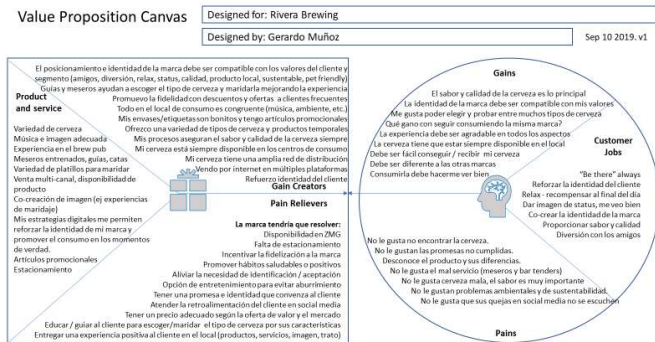 Value Proposition Canvas
Designed for: Rivera Brewing
Designed by: Gerardo Muñoz
Sep 10 2019. v1
El posicionamiento e identidad de la marca debe ser compatible con los valores del cliente y
segmento (amigos, diversión, relax, status, calidad, producto local, sustentable, pet friendly)
Guías y meseros ayudan a escoger el tipo de cerveza y maridarla mejorando la experiencia
Promuevo la fidelidad con descuentos y ofertas a clientes frecuentes
Todo en el local de consumo es congruente (música, ambiente, etc.)
Mis envases/etiquetas son bonitos y tengo artículos promocionales
Ofrezco una variedad de tipos de cerveza y productos temporales
Mis procesos aseguran el sabor y calidad de la cerveza siempre
Mi cerveza está siempre disponible en los centros de consumo
Mi cerveza tiene una amplia red de distribución
Vendo por internet en múltiples plataformas
Refuerzo identidad del cliente
Gain Creators
Product
and service
Variedad de cerveza
Música e imagen adecuada
Experiencia en el brew pub
Meseros entrenados, guías, catas
Variedad de platillos para maridar
Venta multi-canal, disponibilidad de
producto
Co-creación de imagen (ej experiencias
de maridaje)
Mis estrategias digitales me permiten
reforzar la identidad de mi marca y
promover el consumo en los momentos
de verdad.
Artículos promocionales
Estacionamiento
Pain Relievers
La marca tendría que resolver:
Disponibilidad en ZMG
Falta de estacionamiento
Incentivar la fidelización a la marca
Promover hábitos saludables o positivos
Aliviar la necesidad de identificación / aceptación
Opción de entretenimiento para evitar aburrimiento
Tener una promesa e identidad que convenza al cliente
Atender la retroalimentación del cliente en social media
Tener un precio adecuado según la oferta de valor y el mercado
Educar / guiar al cliente para escoger/maridar el tipo de cerveza por sus características
Entregar una experiencia positiva al cliente en el local (productos, servicios, imagen, trato)
Gains
El sabor y calidad de la cerveza es lo principal
La identidad de la marca debe ser compatible con mis valores
Me gusta poder elegir y probar entre muchos tipos de cerveza
Qué gano con seguir consumiendo la misma marca?
La experiencia debe ser agradable en todos los aspectos
La cerveza tiene que estar siempre disponible en el local
Debe ser fácil conseguir / recibir mi cerveza
Debe ser diferente a las otras marcas
Consumirla debe hacerme ver bien
Customer
Jobs
"Be there" always
Reforzar la identidad del cliente
Relax - recompensar al final del día
Dar imagen de status, me veo bien
Co-crear la identidad de la marca
Proporcionar sabor y calidad
Diversión con los amigos
No le gusta no encontrar la cerveza.
No le gustan las promesas no cumplidas.
Desconoce el producto y sus diferencias.
No le gusta el mal servicio (meseros y bar tenders)
No le gusta cerveza mala, el sabor es muy importante
No le gustan problemas ambientales y de sustentabilidad.
No le gusta que sus quejas en social media no se escuchen
Pains